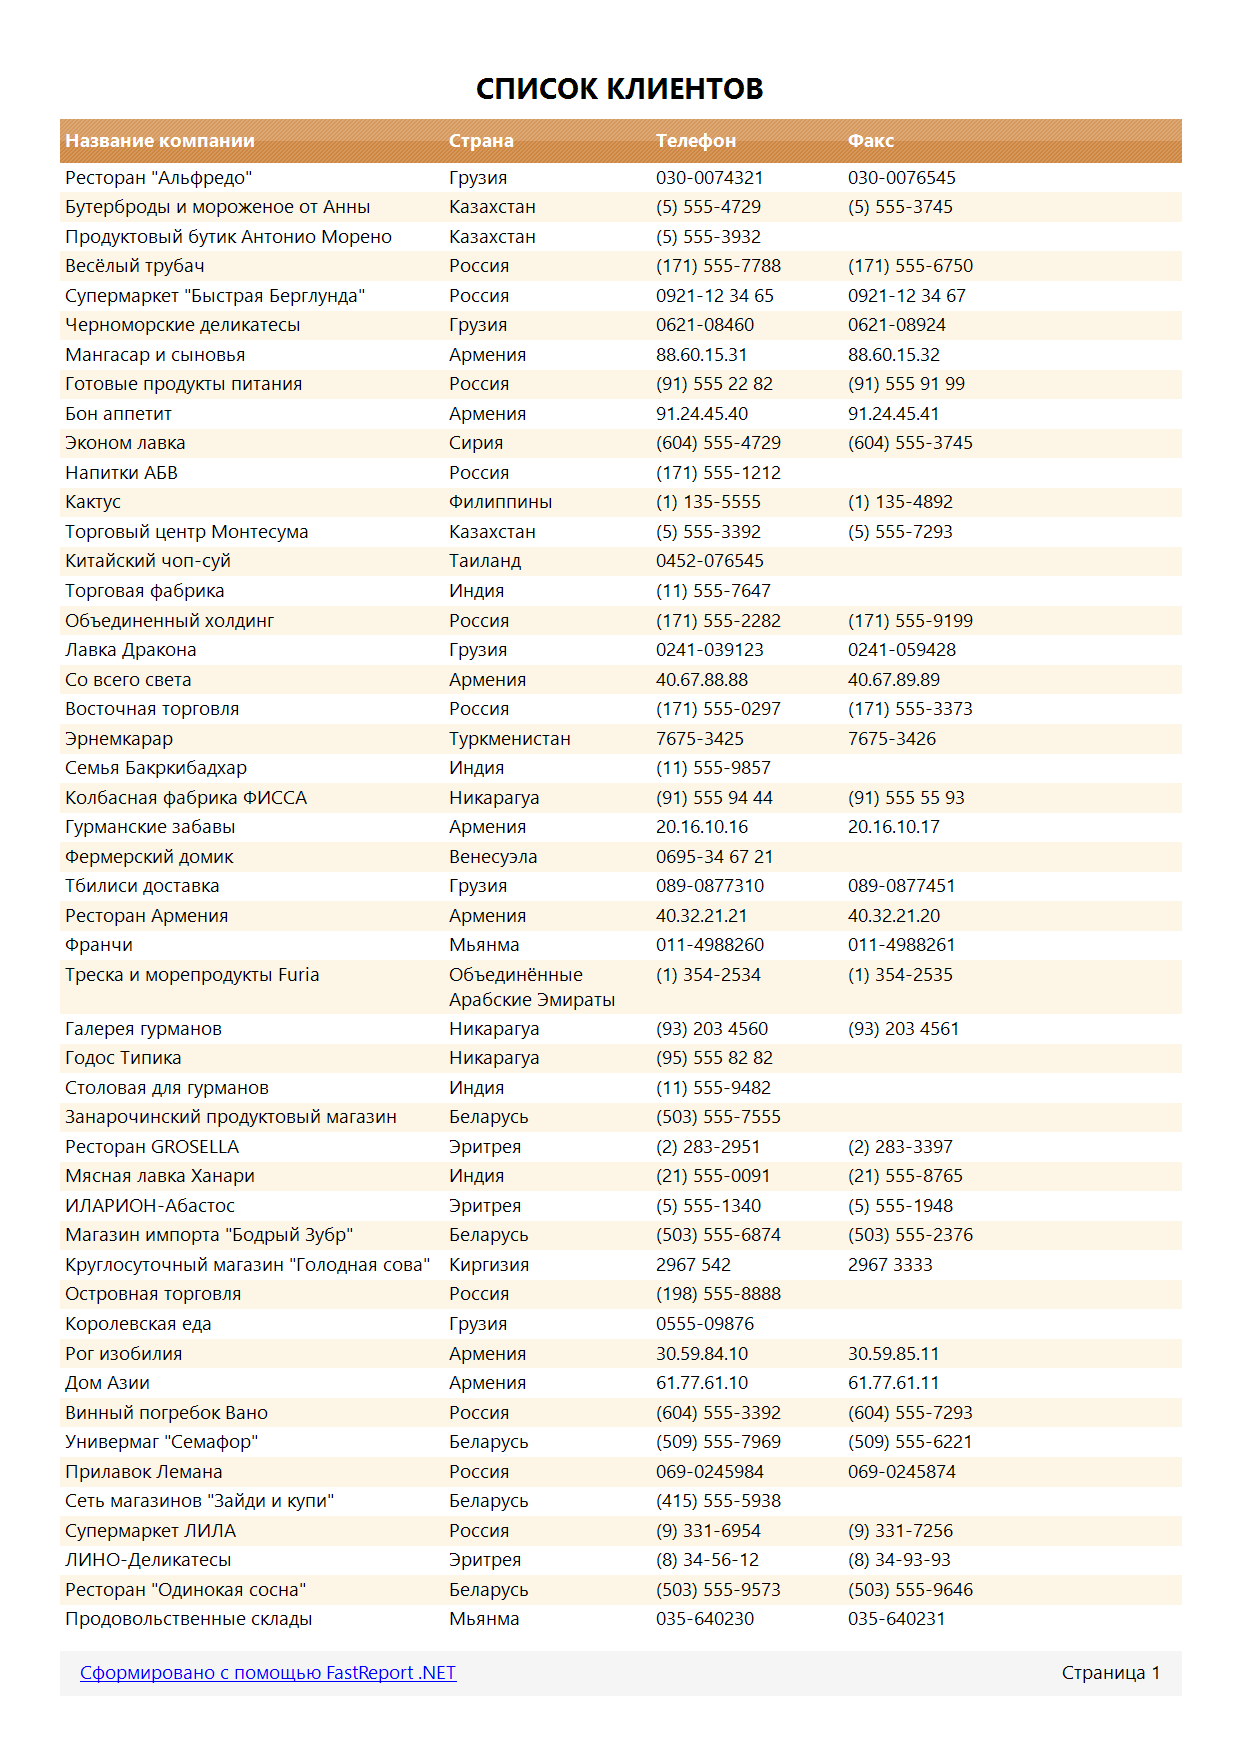 СПИСОК КЛИЕНТОВ
Название компании Страна Телефон Факс
Ресторан "Альфредо" Грузия 030-0074321 030-0076545
Бутерброды и мороженое от Анны Казахстан (5) 555-4729 (5) 555-3745
Продуктовый бутик Антонио Морено Казахстан (5) 555-3932
Весёлый трубач Россия (171) 555-7788 (171) 555-6750
Супермаркет "Быстрая Берглунда" Россия 0921-12 34 65 0921-12 34 67
Черноморские деликатесы Грузия 0621-08460 0621-08924
Мангасар и сыновья Армения 88.60.15.31 88.60.15.32
Готовые продукты питания Россия (91) 555 22 82 (91) 555 91 99
Бон аппетит Армения 91.24.45.40 91.24.45.41
Эконом лавка Сирия (604) 555-4729 (604) 555-3745
Напитки АБВ Россия (171) 555-1212
Кактус Филиппины (1) 135-5555 (1) 135-4892
Торговый центр Монтесума Казахстан (5) 555-3392 (5) 555-7293
Китайский чоп-суй Таиланд 0452-076545
Торговая фабрика Индия (11) 555-7647
Объединенный холдинг Россия (171) 555-2282 (171) 555-9199
Лавка Дракона Грузия 0241-039123 0241-059428
Со всего света Армения 40.67.88.88 40.67.89.89
Восточная торговля Россия (171) 555-0297 (171) 555-3373
Эрнемкарар Туркменистан 7675-3425 7675-3426
Семья Бакркибадхар Индия (11) 555-9857
Колбасная фабрика ФИССА Никарагуа (91) 555 94 44 (91) 555 55 93
Гурманские забавы Армения 20.16.10.16 20.16.10.17
Фермерский домик Венесуэла 0695-34 67 21
Тбилиси доставка Грузия 089-0877310 089-0877451
Ресторан Армения Армения 40.32.21.21 40.32.21.20
Франчи Мьянма 011-4988260 011-4988261
Треска и морепродукты Furia Объединённые (1) 354-2534 (1) 354-2535
Арабские Эмираты
Галерея гурманов Никарагуа (93) 203 4560 (93) 203 4561
Годос Типика Никарагуа (95) 555 82 82
Столовая для гурманов Индия (11) 555-9482
Занарочинский продуктовый магазин Беларусь (503) 555-7555
Ресторан GROSELLA Эритрея (2) 283-2951 (2) 283-3397
Мясная лавка Ханари Индия (21) 555-0091 (21) 555-8765
ИЛАРИОН-Абастос Эритрея (5) 555-1340 (5) 555-1948
Магазин импорта "Бодрый Зубр" Беларусь (503) 555-6874 (503) 555-2376
Круглосуточный магазин "Голодная сова" Киргизия 2967 542 2967 3333
Островная торговля Россия (198) 555-8888
Королевская еда Грузия 0555-09876
Рог изобилия Армения 30.59.84.10 30.59.85.11
Дом Азии Армения 61.77.61.10 61.77.61.11
Винный погребок Вано Россия (604) 555-3392 (604) 555-7293
Универмаг "Семафор" Беларусь (509) 555-7969 (509) 555-6221
Прилавок Лемана Россия 069-0245984 069-0245874
Сеть магазинов "Зайди и купи" Беларусь (415) 555-5938
Супермаркет ЛИЛА Россия (9) 331-6954 (9) 331-7256
ЛИНО-Деликатесы Эритрея (8) 34-56-12 (8) 34-93-93
Ресторан "Одинокая сосна" Беларусь (503) 555-9573 (503) 555-9646
Продовольственные склады Мьянма 035-640230 035-640231
Сформировано с помощью FastReport .NET Страница 1